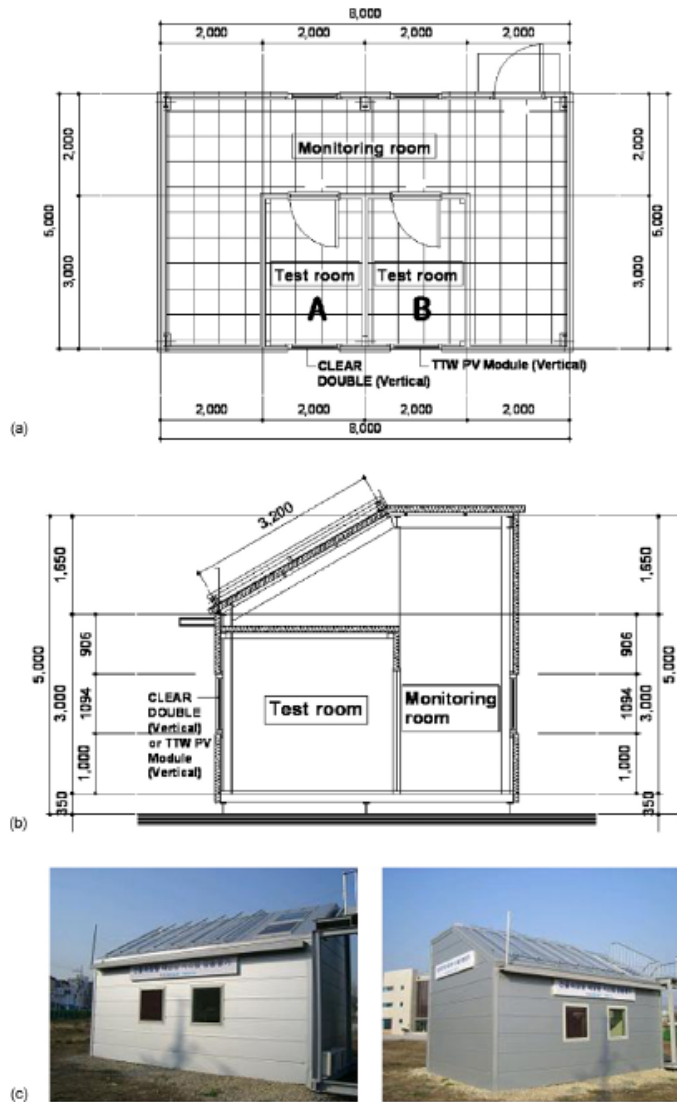 8,000
2,000 2,000 2,000 2,000
5,000
2,000
3,000
2,000
3,000
5,000
Monitoring room
Test room
A
Test room
B
CLEAR
DOUBLE (Vertical)
TTW PV Module (Vertical)
2,000 2,000 2,000 2,000
8,000
(a)
3,200
5,000
1,650
3,000
350
906
1094
1,000
CLEAR
DOUBLE
(Vertical)
or TTW PV
Module
(Vertical)
Test room
Monitoring
room
906
1094
1,000
1,650
3,000
350
5,000
(b)
(c)